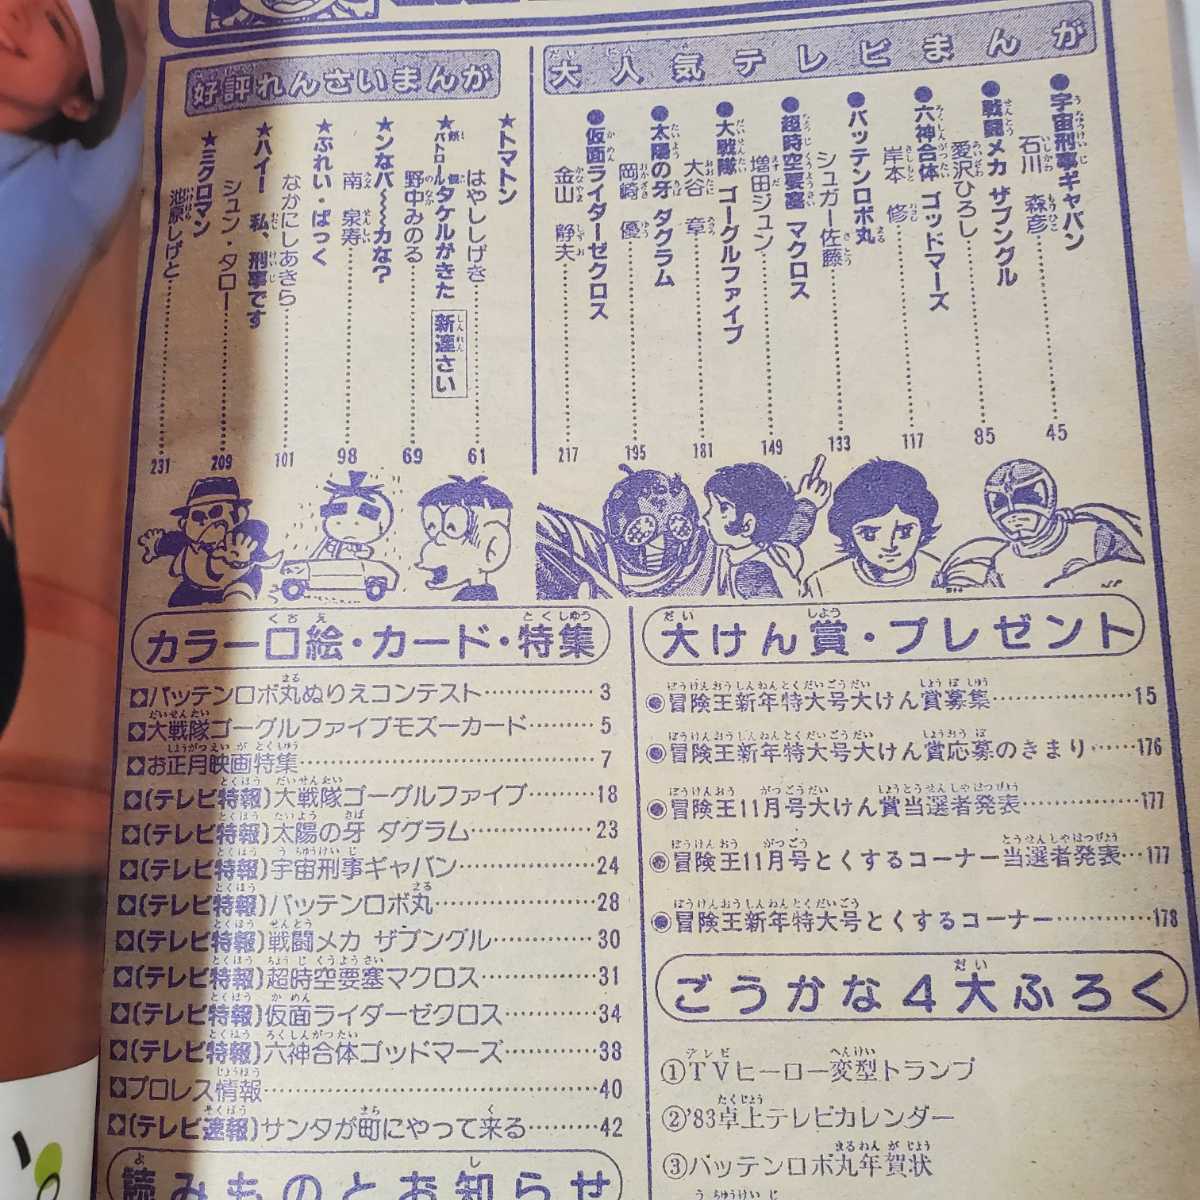 大人気テレビまんが
●宇宙刑事ギャバン
石川 森彦……45
●戦闘メカ ザブングル
愛沢ひろし……85
●六神合体 ゴッドマーズ
岸本 修……117
●バッテンロボ丸
シュガー佐藤……133
●超時空要塞 マクロス
増田ジュン……149
●大戦隊 ゴーグルファイブ
大谷 章……181
●太陽の牙 ダグラム
岡崎 優……195
●仮面ライダーゼクロス
金山 静夫……217
好評れんさいまんが
★トマトン
はやししげき……61
★パトロールタケルがきた 新連さい
野中みのる……69
★ンなバ〜〜カな?
南 泉寿……98
★ぶれい・ぱっく
なかにしあきら……101
★ハイー 私、刑事です
シュン・タロー……209
★ミクロマン
池原しげと……231
カラー口絵・カード・特集
バッテンロボ丸ぬりえコンテスト……3
大戦隊ゴーグルファイブモズーカード……5
お正月映画特集……7
(テレビ特報)大戦隊ゴーグルファイブ……18
(テレビ特報)太陽の牙 ダグラム……23
(テレビ特報)宇宙刑事ギャバン……24
(テレビ特報)バッテンロボ丸……28
(テレビ特報)戦闘メカ ザブングル……30
(テレビ特報)超時空要塞マクロス……31
(テレビ特報)仮面ライダーゼクロス……34
(テレビ特報)六神合体ゴッドマーズ……38
プロレス情報……40
(テレビ速報)サンタが町にやって来る……42
読みものとお知らせ
大けん賞・プレゼント
冒険王新年特大号大けん賞募集……15
冒険王新年特大号大けん賞応募のきまり……176
冒険王11月号大けん賞当選者発表……177
冒険王11月号とくするコーナー当選者発表…177
冒険王新年特大号とくするコーナー……178
ごうかな4大ふろく
①TVヒーロー変型トランプ
②'83卓上テレビカレンダー
③バッテンロボ丸年賀状